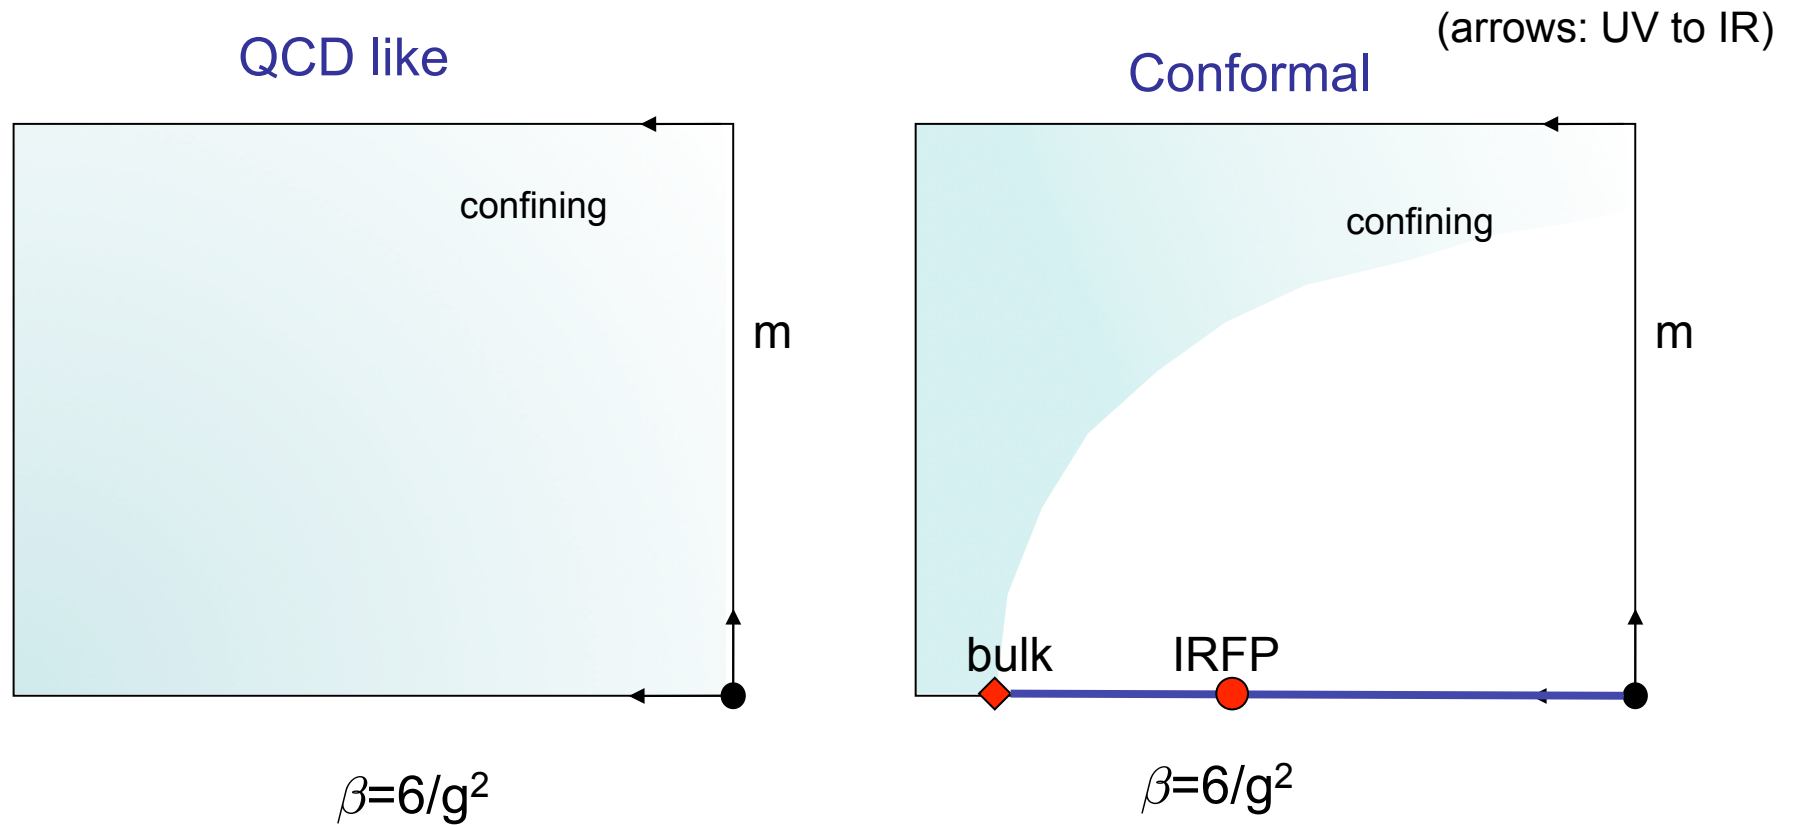 (arrows: UV to IR)
QCD like
Conformal
confining
confining
m
m
bulk
IRFP
β=6/g²
β=6/g²